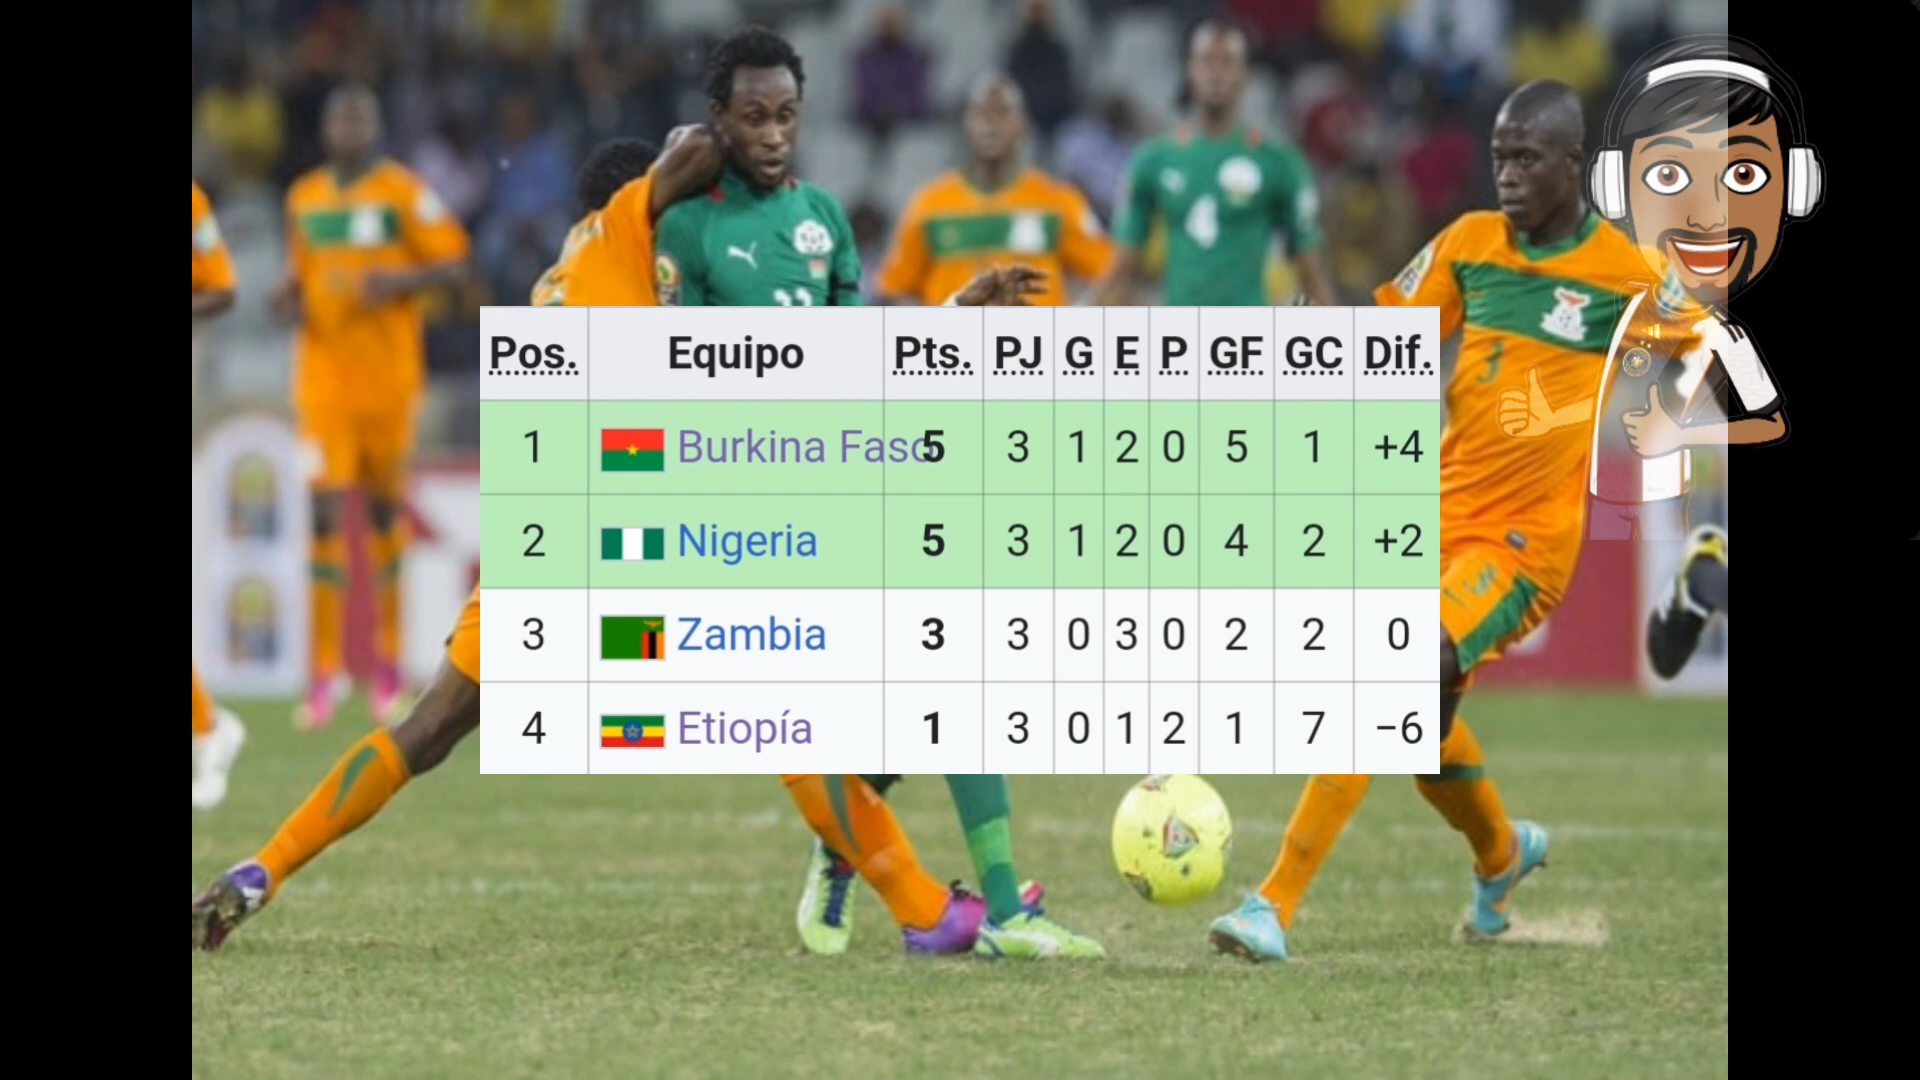 Pos. Equipo Pts. PJ G E P GF GC Dif.
1 Burkina Faso 5 3 1 2 0 5 1 +4
2 Nigeria 5 3 1 2 0 4 2 +2
3 Zambia 3 3 0 3 0 2 2 0
4 Etiopía 1 3 0 1 2 1 7 −6
4
3